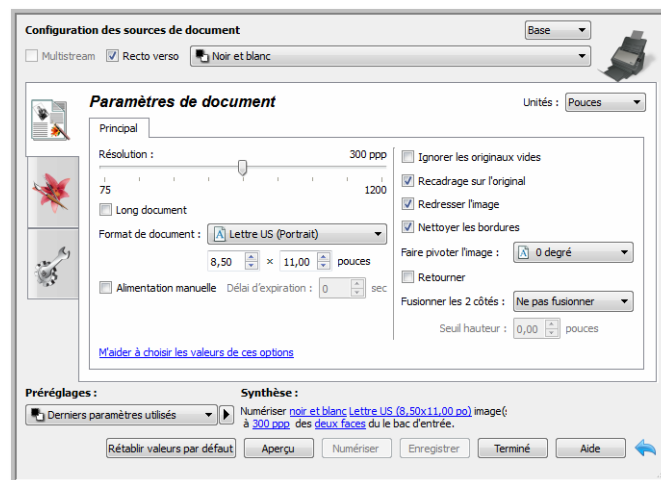 Configuration des sources de document
Base
Multistream
Recto verso
Noir et blanc
Paramètres de document
Unités :
Pouces
Principal
Résolution :
300 ppp
75
1200
Long document
Format de document :
Lettre US (Portrait)
8,50 × 11,00 pouces
Alimentation manuelle
Délai d'expiration : 0 sec
M'aider à choisir les valeurs de ces options
Ignorer les originaux vides
Recadrage sur l'original
Redresser l'image
Nettoyer les bordures
Faire pivoter l'image : 0 degré
Retourner
Fusionner les 2 côtés : Ne pas fusionner
Seuil hauteur : 0,00 pouces
Préréglages :
Derniers paramètres utilisés
Synthèse :
Numériser noir et blanc Lettre US (8,50x11,00 po) image(s
à 300 ppp des deux faces du le bac d'entrée.
Rétablir valeurs par défaut
Aperçu
Numériser
Enregistrer
Terminé
Aide